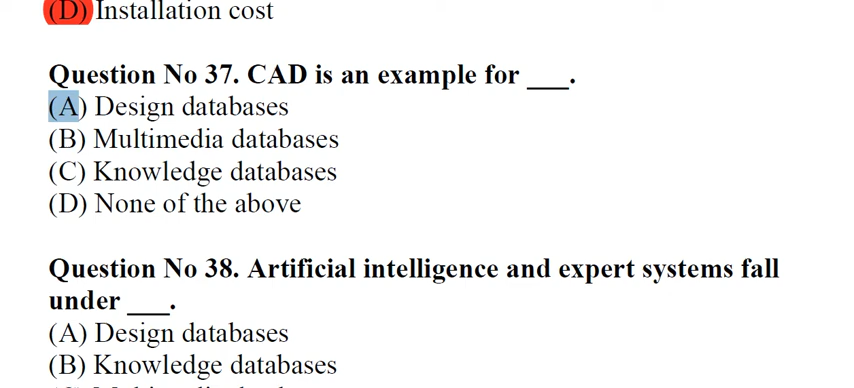 (D) Installation cost
Question No 37. CAD is an example for ___.
(A) Design databases
(B) Multimedia databases
(C) Knowledge databases
(D) None of the above
Question No 38. Artificial intelligence and expert systems fall
under ___.
(A) Design databases
(B) Knowledge databases